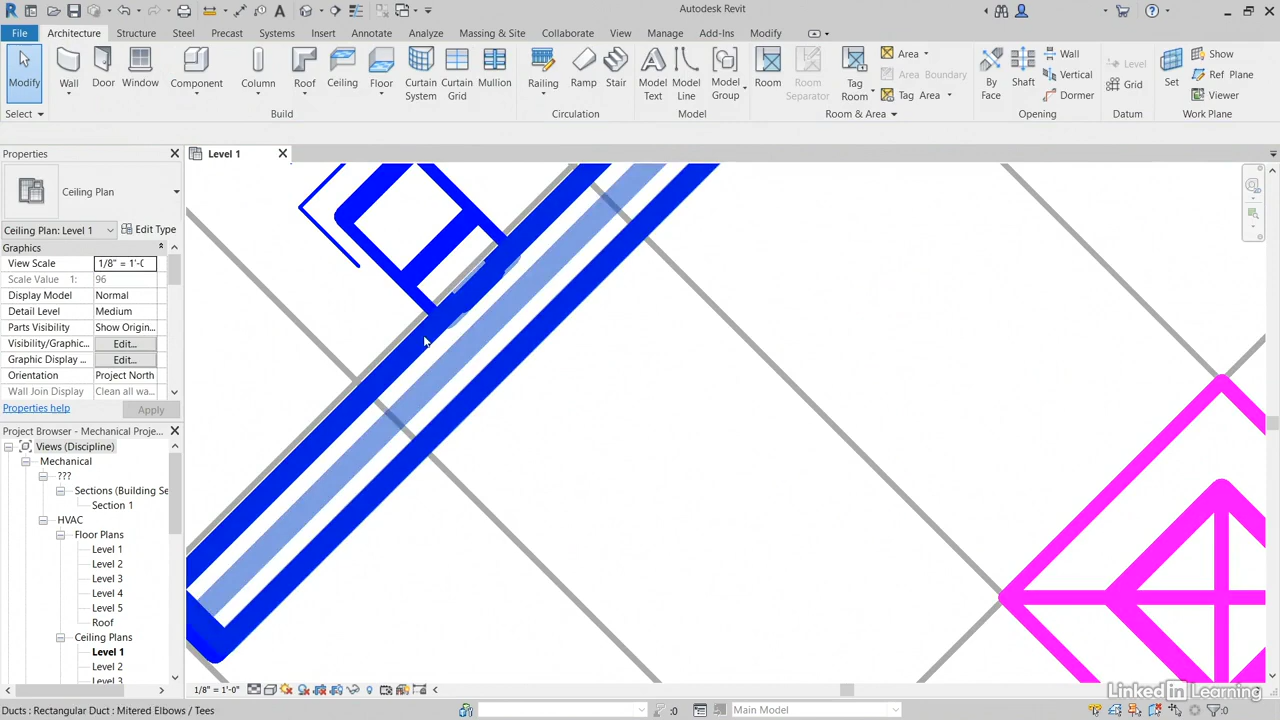 Autodesk Revit
File Architecture Structure Steel Precast Systems Insert Annotate Analyze Massing & Site Collaborate View Manage Add-Ins Modify
Modify Wall Door Window Component Column Roof Ceiling Floor Curtain System Curtain Grid Mullion Railing Ramp Stair Model Text Model Line Model Group Room Room Separator Tag Room Area Area Boundary Tag Area By Face Shaft Wall Vertical Dormer Level Grid Set Show Ref Plane Viewer
Select Build Circulation Model Room & Area Opening Datum Work Plane
Properties
Level 1
Ceiling Plan
Ceiling Plan: Level 1 Edit Type
Graphics
View Scale 1/8" = 1'-0
Scale Value 1: 96
Display Model Normal
Detail Level Medium
Parts Visibility Show Origin...
Visibility/Graphic... Edit...
Graphic Display ... Edit...
Orientation Project North
Wall Join Display Clean all wa...
Properties help Apply
Project Browser - Mechanical Proje...
Views (Discipline)
Mechanical
???
Sections (Building Se
Section 1
HVAC
Floor Plans
Level 1
Level 2
Level 3
Level 4
Level 5
Roof
Ceiling Plans
Level 1
Level 2
Level 3
1/8" = 1'-0"
Linked in Learning
Ducts : Rectangular Duct : Mitered Elbows / Tees :0 Main Model :0